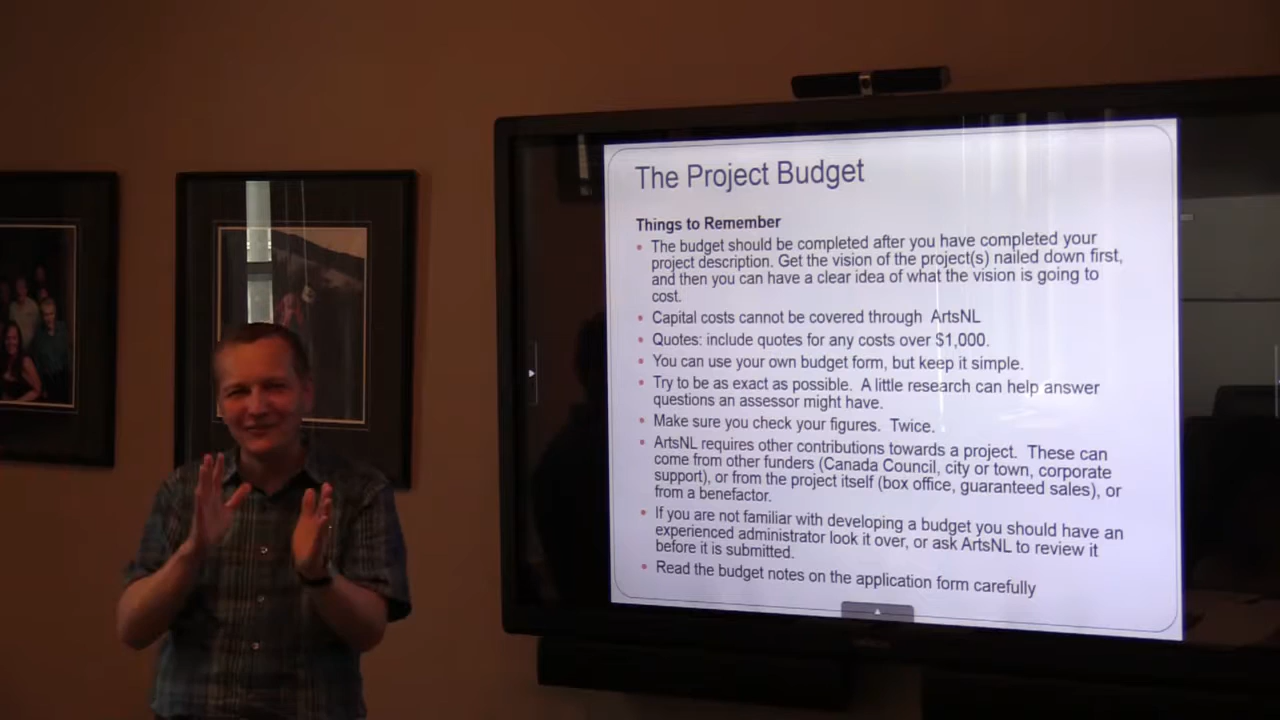 The Project Budget
Things to Remember
• The budget should be completed after you have completed your
project description. Get the vision of the project(s) nailed down first,
and then you can have a clear idea of what the vision is going to
cost.
• Capital costs cannot be covered through ArtsNL
• Quotes: include quotes for any costs over $1,000.
• You can use your own budget form, but keep it simple.
• Try to be as exact as possible. A little research can help answer
questions an assessor might have.
• Make sure you check your figures. Twice.
• ArtsNL requires other contributions towards a project. These can
come from other funders (Canada Council, city or town, corporate
support), or from the project itself (box office, guaranteed sales), or
from a benefactor.
• If you are not familiar with developing a budget you should have an
experienced administrator look it over, or ask ArtsNL to review it
before it is submitted.
• Read the budget notes on the application form carefully